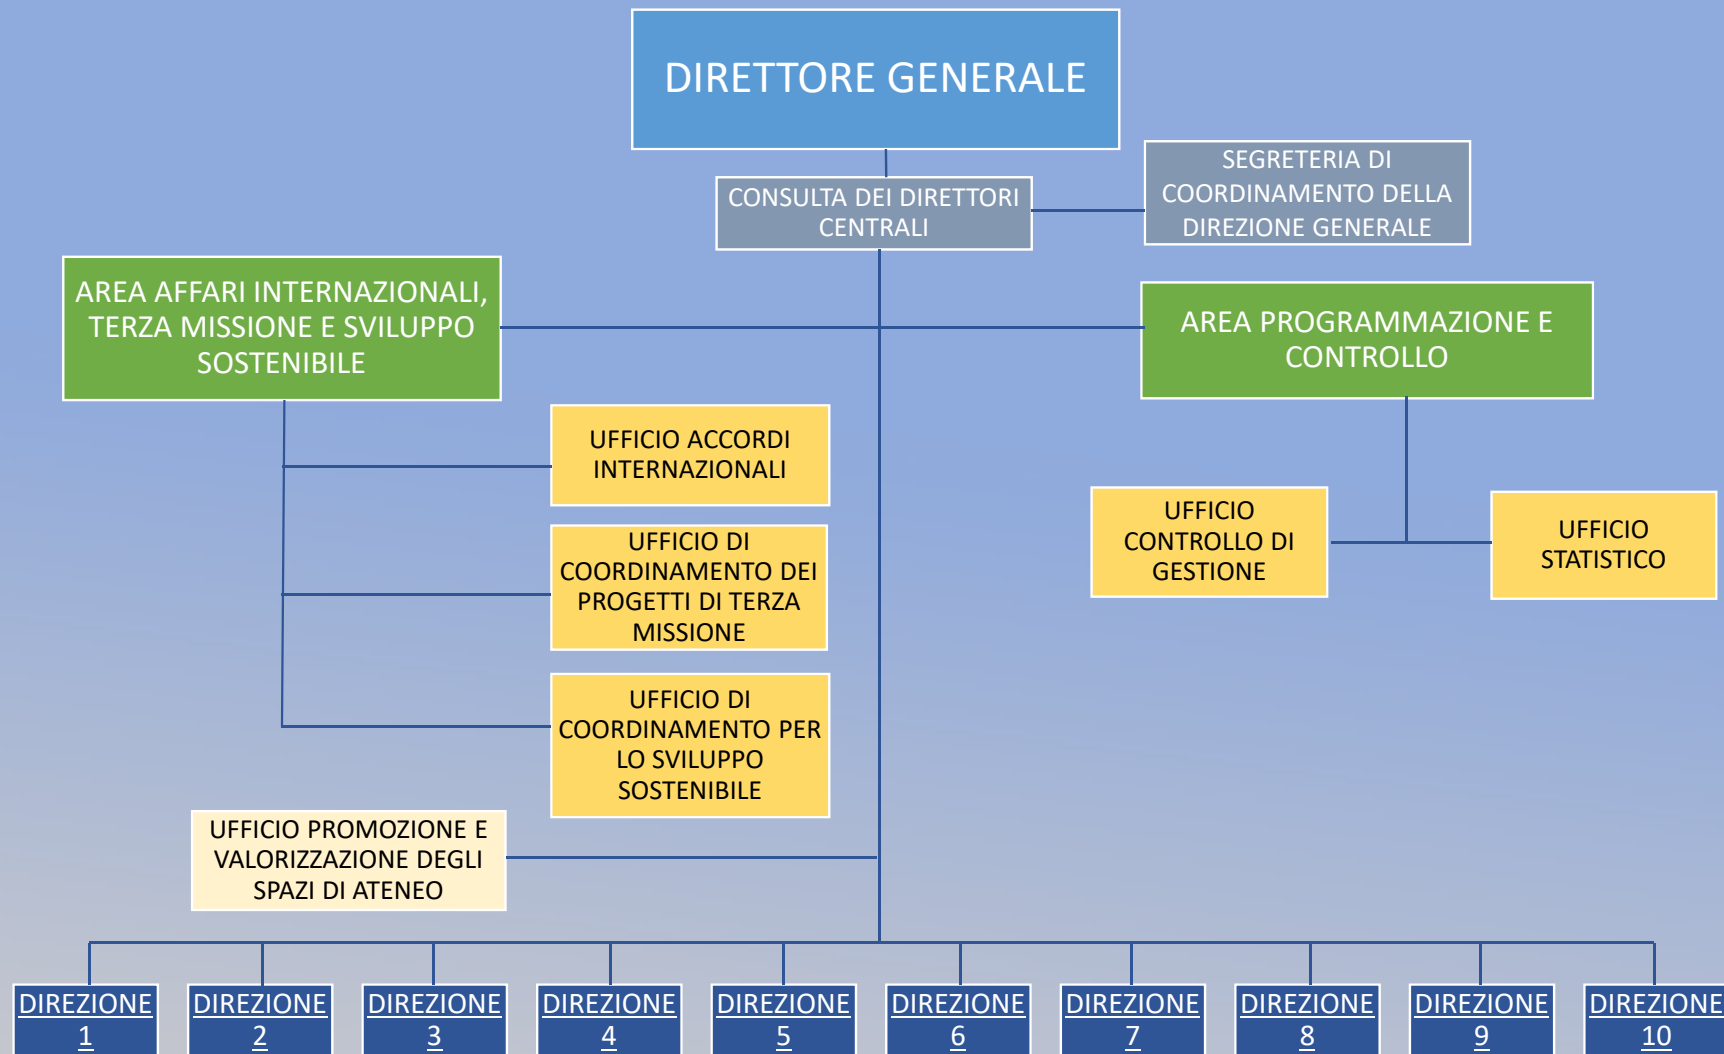 DIRETTORE GENERALE
CONSULTA DEI DIRETTORI
CENTRALI
SEGRETERIA DI
COORDINAMENTO DELLA
DIREZIONE GENERALE
AREA AFFARI INTERNAZIONALI,
TERZA MISSIONE E SVILUPPO
SOSTENIBILE
AREA PROGRAMMAZIONE E
CONTROLLO
UFFICIO ACCORDI
INTERNAZIONALI
UFFICIO DI
COORDINAMENTO DEI
PROGETTI DI TERZA
MISSIONE
UFFICIO DI
COORDINAMENTO PER
LO SVILUPPO
SOSTENIBILE
UFFICIO
CONTROLLO DI
GESTIONE
UFFICIO
STATISTICO
UFFICIO PROMOZIONE E
VALORIZZAZIONE DEGLI
SPAZI DI ATENEO
DIREZIONE
1
DIREZIONE
2
DIREZIONE
3
DIREZIONE
4
DIREZIONE
5
DIREZIONE
6
DIREZIONE
7
DIREZIONE
8
DIREZIONE
9
DIREZIONE
10